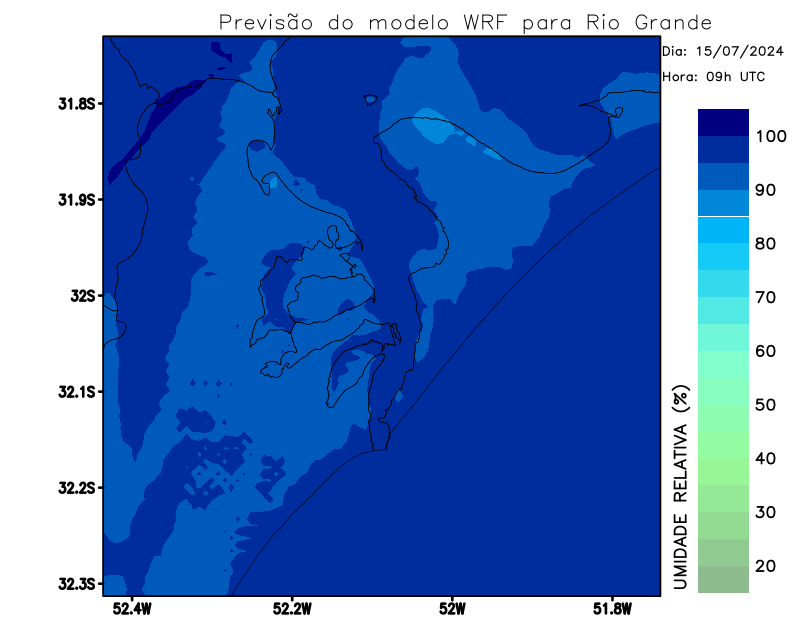 Previsão do modelo WRF para Rio Grande
Dia: 15/07/2024
Hora: 09h UTC
31.8S
31.9S
32S
32.1S
32.2S
32.3S
52.4W
52.2W
52W
51.8W
UMIDADE RELATIVA (%)
100
90
80
70
60
50
40
30
20